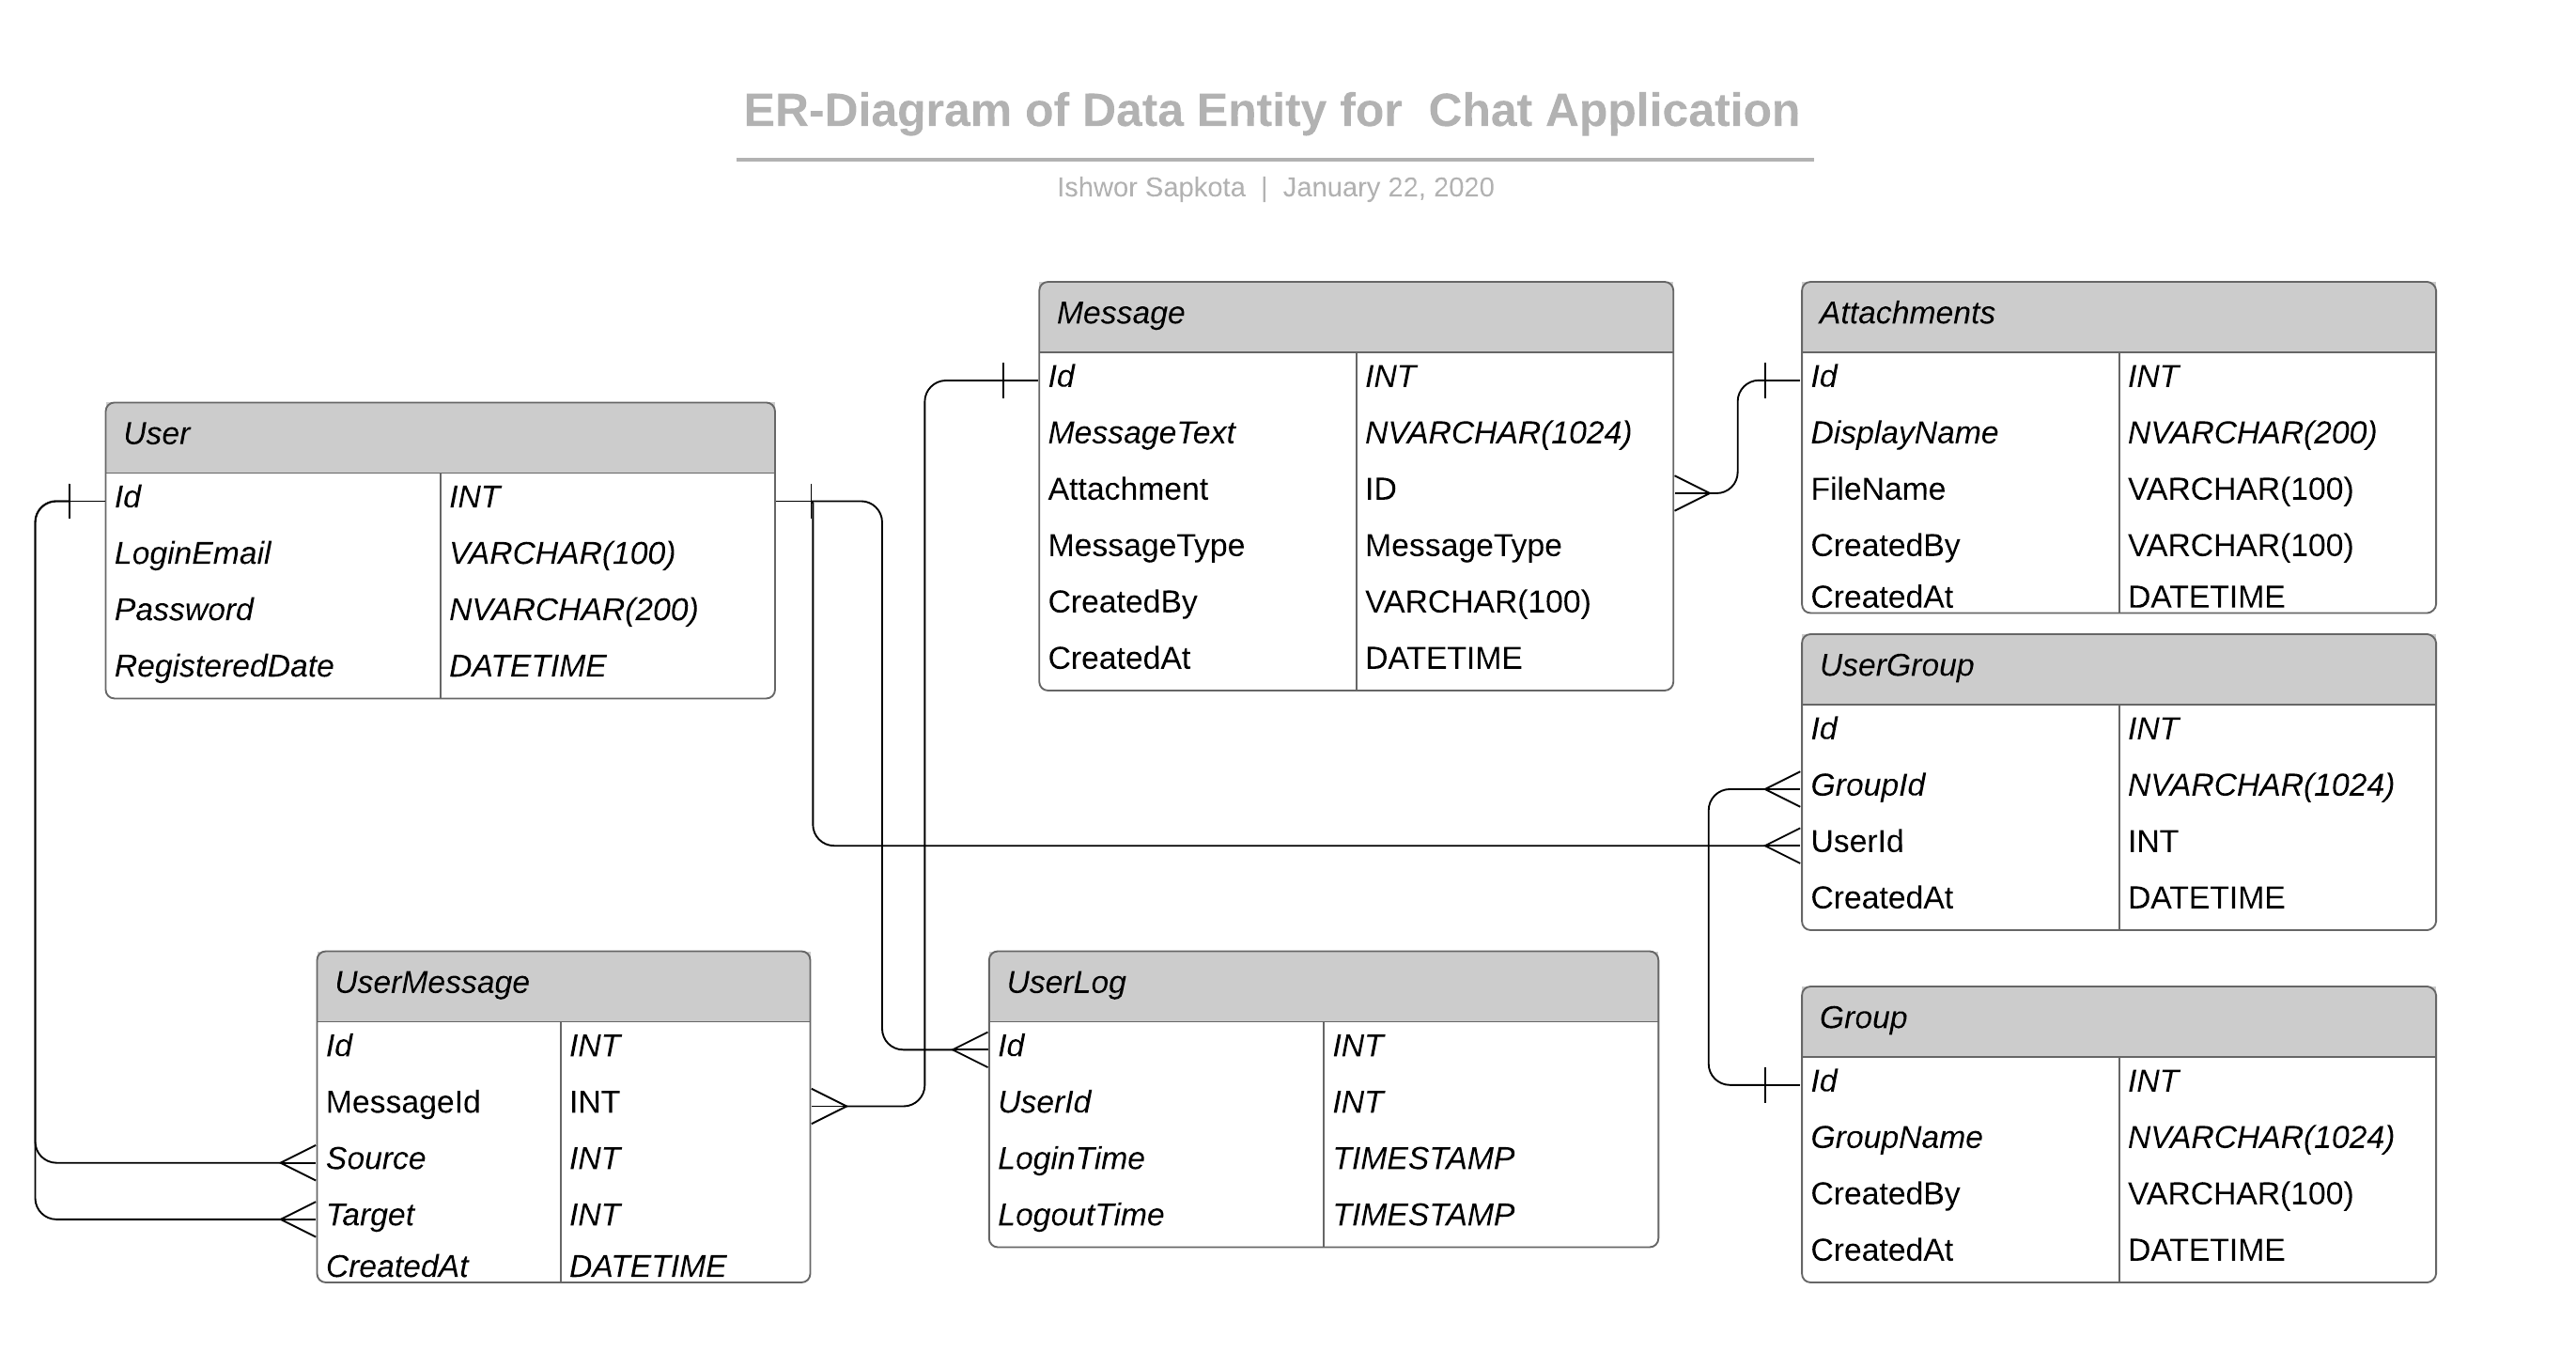 ER-Diagram of Data Entity for  Chat Application
Ishwor Sapkota  |  January 22, 2020
User
Id INT
LoginEmail VARCHAR(100)
Password NVARCHAR(200)
RegisteredDate DATETIME
Message
Id INT
MessageText NVARCHAR(1024)
Attachment ID
MessageType MessageType
CreatedBy VARCHAR(100)
CreatedAt DATETIME
Attachments
Id INT
DisplayName NVARCHAR(200)
FileName VARCHAR(100)
CreatedBy VARCHAR(100)
CreatedAt DATETIME
UserGroup
Id INT
GroupId NVARCHAR(1024)
UserId INT
CreatedAt DATETIME
UserMessage
Id INT
MessageId INT
Source INT
Target INT
CreatedAt DATETIME
UserLog
Id INT
UserId INT
LoginTime TIMESTAMP
LogoutTime TIMESTAMP
Group
Id INT
GroupName NVARCHAR(1024)
CreatedBy VARCHAR(100)
CreatedAt DATETIME